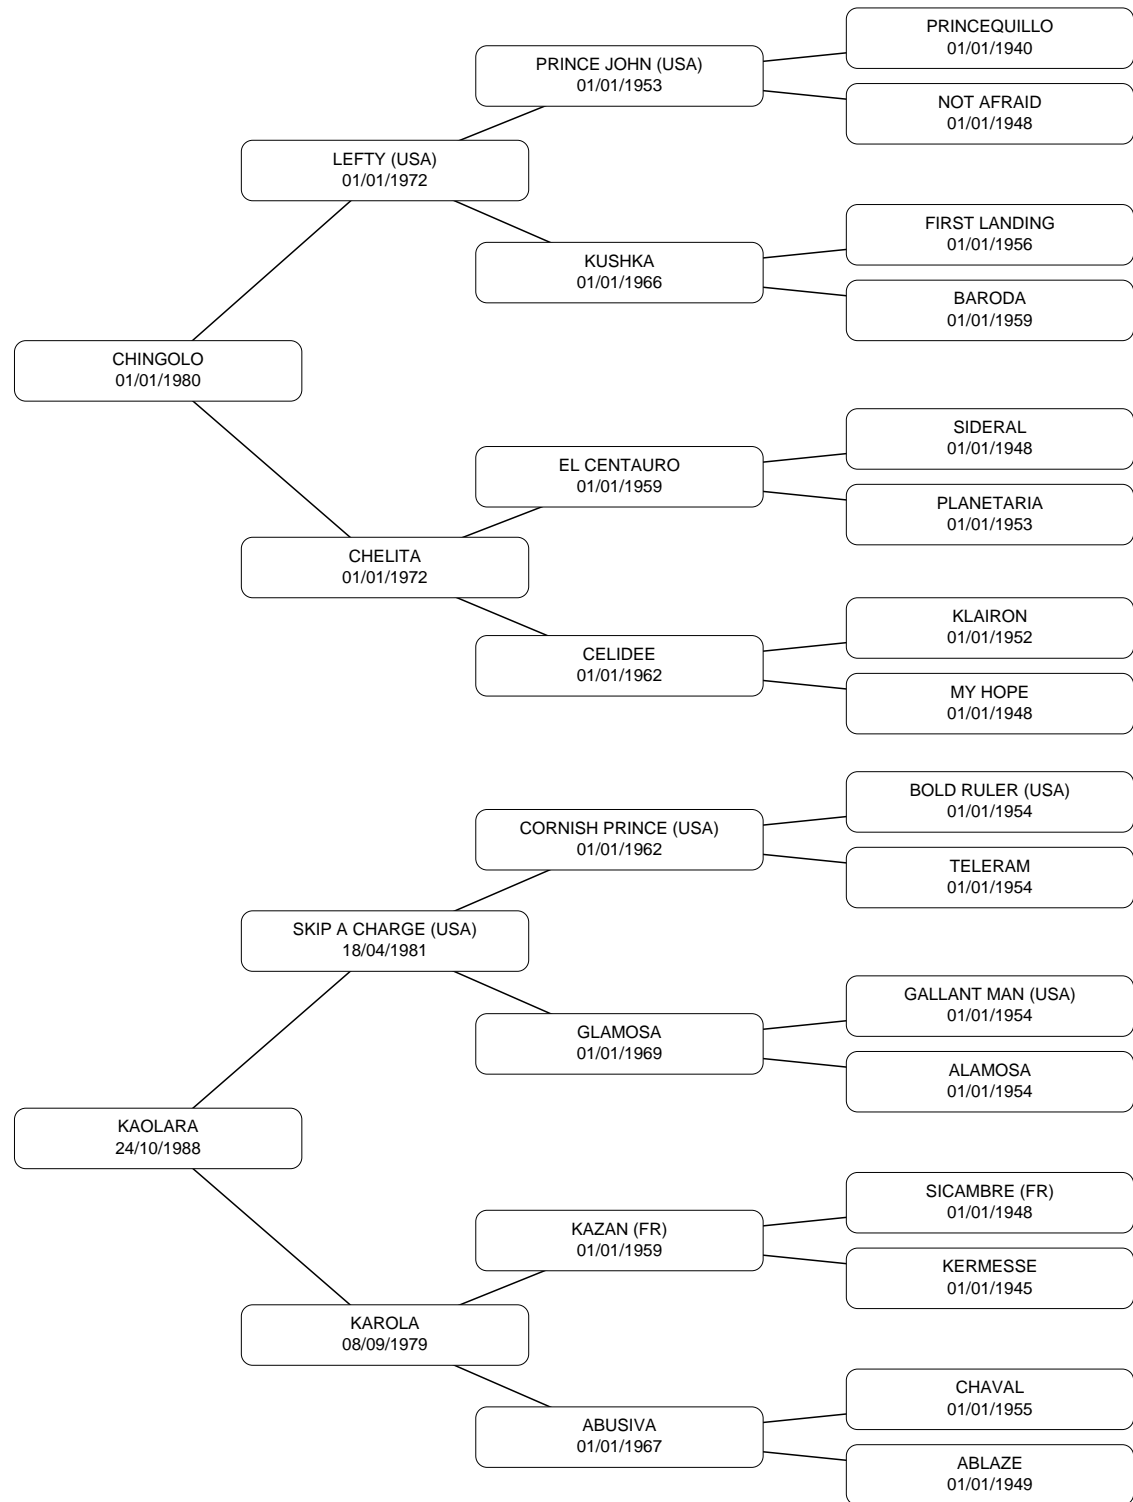 PRINCEQUILLO
01/01/1940
PRINCE JOHN (USA)
01/01/1953
NOT AFRAID
01/01/1948
LEFTY (USA)
01/01/1972
FIRST LANDING
01/01/1956
KUSHKA
01/01/1966
BARODA
01/01/1959
CHINGOLO
01/01/1980
SIDERAL
01/01/1948
EL CENTAURO
01/01/1959
PLANETARIA
01/01/1953
CHELITA
01/01/1972
KLAIRON
01/01/1952
CELIDEE
01/01/1962
MY HOPE
01/01/1948
BOLD RULER (USA)
01/01/1954
CORNISH PRINCE (USA)
01/01/1962
TELERAM
01/01/1954
SKIP A CHARGE (USA)
18/04/1981
GALLANT MAN (USA)
01/01/1954
GLAMOSA
01/01/1969
ALAMOSA
01/01/1954
KAOLARA
24/10/1988
SICAMBRE (FR)
01/01/1948
KAZAN (FR)
01/01/1959
KERMESSE
01/01/1945
KAROLA
08/09/1979
CHAVAL
01/01/1955
ABUSIVA
01/01/1967
ABLAZE
01/01/1949